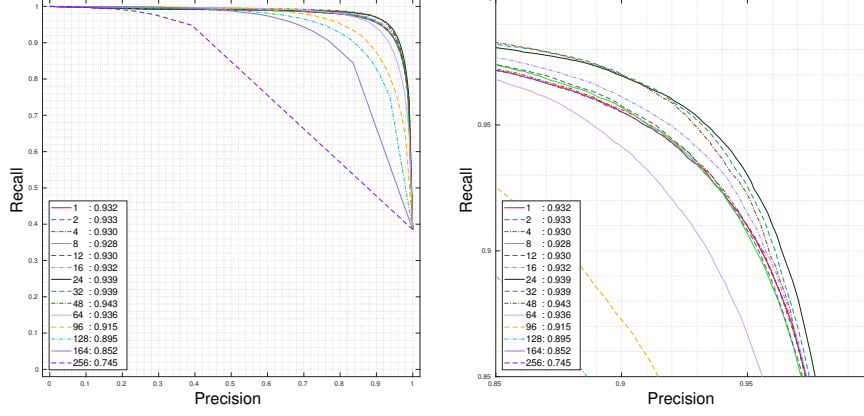 1
0.9
0.8
0.7
0.6
0.5
0.4
0.3
0.2
0.1
0
Recall
1 : 0.932
2 : 0.933
4 : 0.930
8 : 0.928
12 : 0.930
16 : 0.932
24 : 0.939
32 : 0.939
48 : 0.943
64 : 0.936
96 : 0.915
128: 0.895
164: 0.852
256: 0.745
0 0.1 0.2 0.3 0.4 0.5 0.6 0.7 0.8 0.9 1
Precision
0.95
0.9
0.85
Recall
1 : 0.932
2 : 0.933
4 : 0.930
8 : 0.928
12 : 0.930
16 : 0.932
24 : 0.939
32 : 0.939
48 : 0.943
64 : 0.936
96 : 0.915
128: 0.895
164: 0.852
256: 0.745
0.85 0.9 0.95
Precision